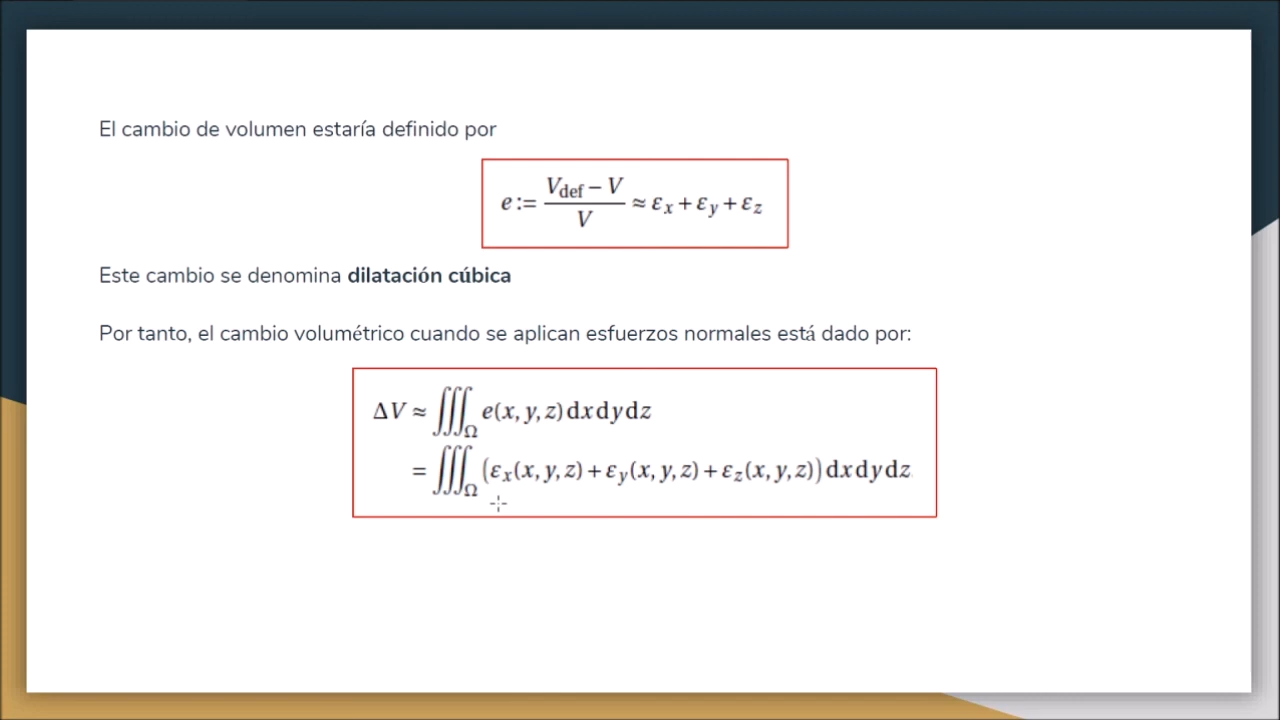 El cambio de volumen estaría definido por
e := (V_def − V) / V ≈ ε_x + ε_y + ε_z
Este cambio se denomina dilatación cúbica
Por tanto, el cambio volumétrico cuando se aplican esfuerzos normales está dado por:
ΔV ≈ ∭_Ω e(x, y, z) dx dy dz
= ∭_Ω (ε_x(x, y, z) + ε_y(x, y, z) + ε_z(x, y, z)) dx dy dz